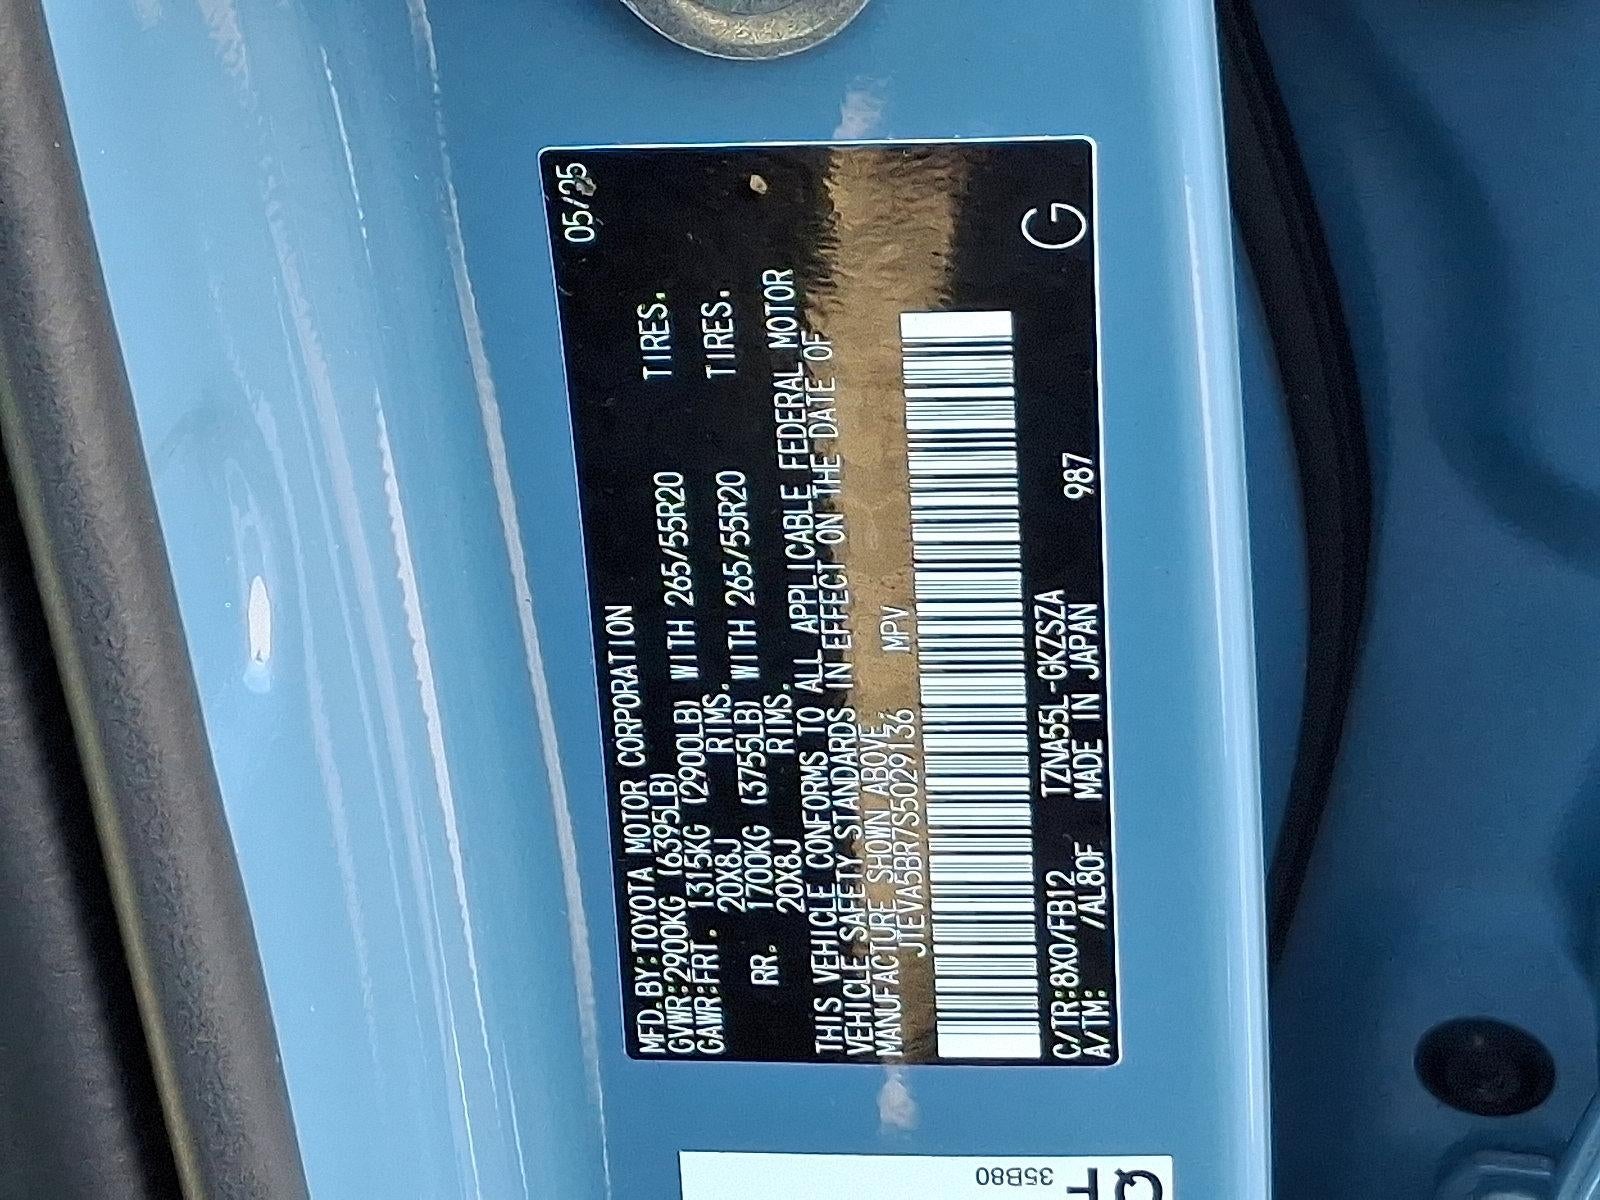 05/25
MFD.BY:TOYOTA MOTOR CORPORATION
GVWR:2900KG (6395LB)
GAWR:FRT. 1315KG (2900LB) WITH 265/55R20 TIRES.
20X8J RIMS.
RR. 1700KG (3755LB) WITH 265/55R20 TIRES.
20X8J RIMS.
THIS VEHICLE CONFORMS TO ALL APPLICABLE FEDERAL MOTOR
VEHICLE SAFETY STANDARDS IN EFFECT ON THE DATE OF
MANUFACTURE SHOWN ABOVE.
JTEVA5BR7S5029136 MPV
C/TR:8X0/FB12 TZNA55L-GKZSZA 987
A/TM: /AL80F MADE IN JAPAN
G
35B80